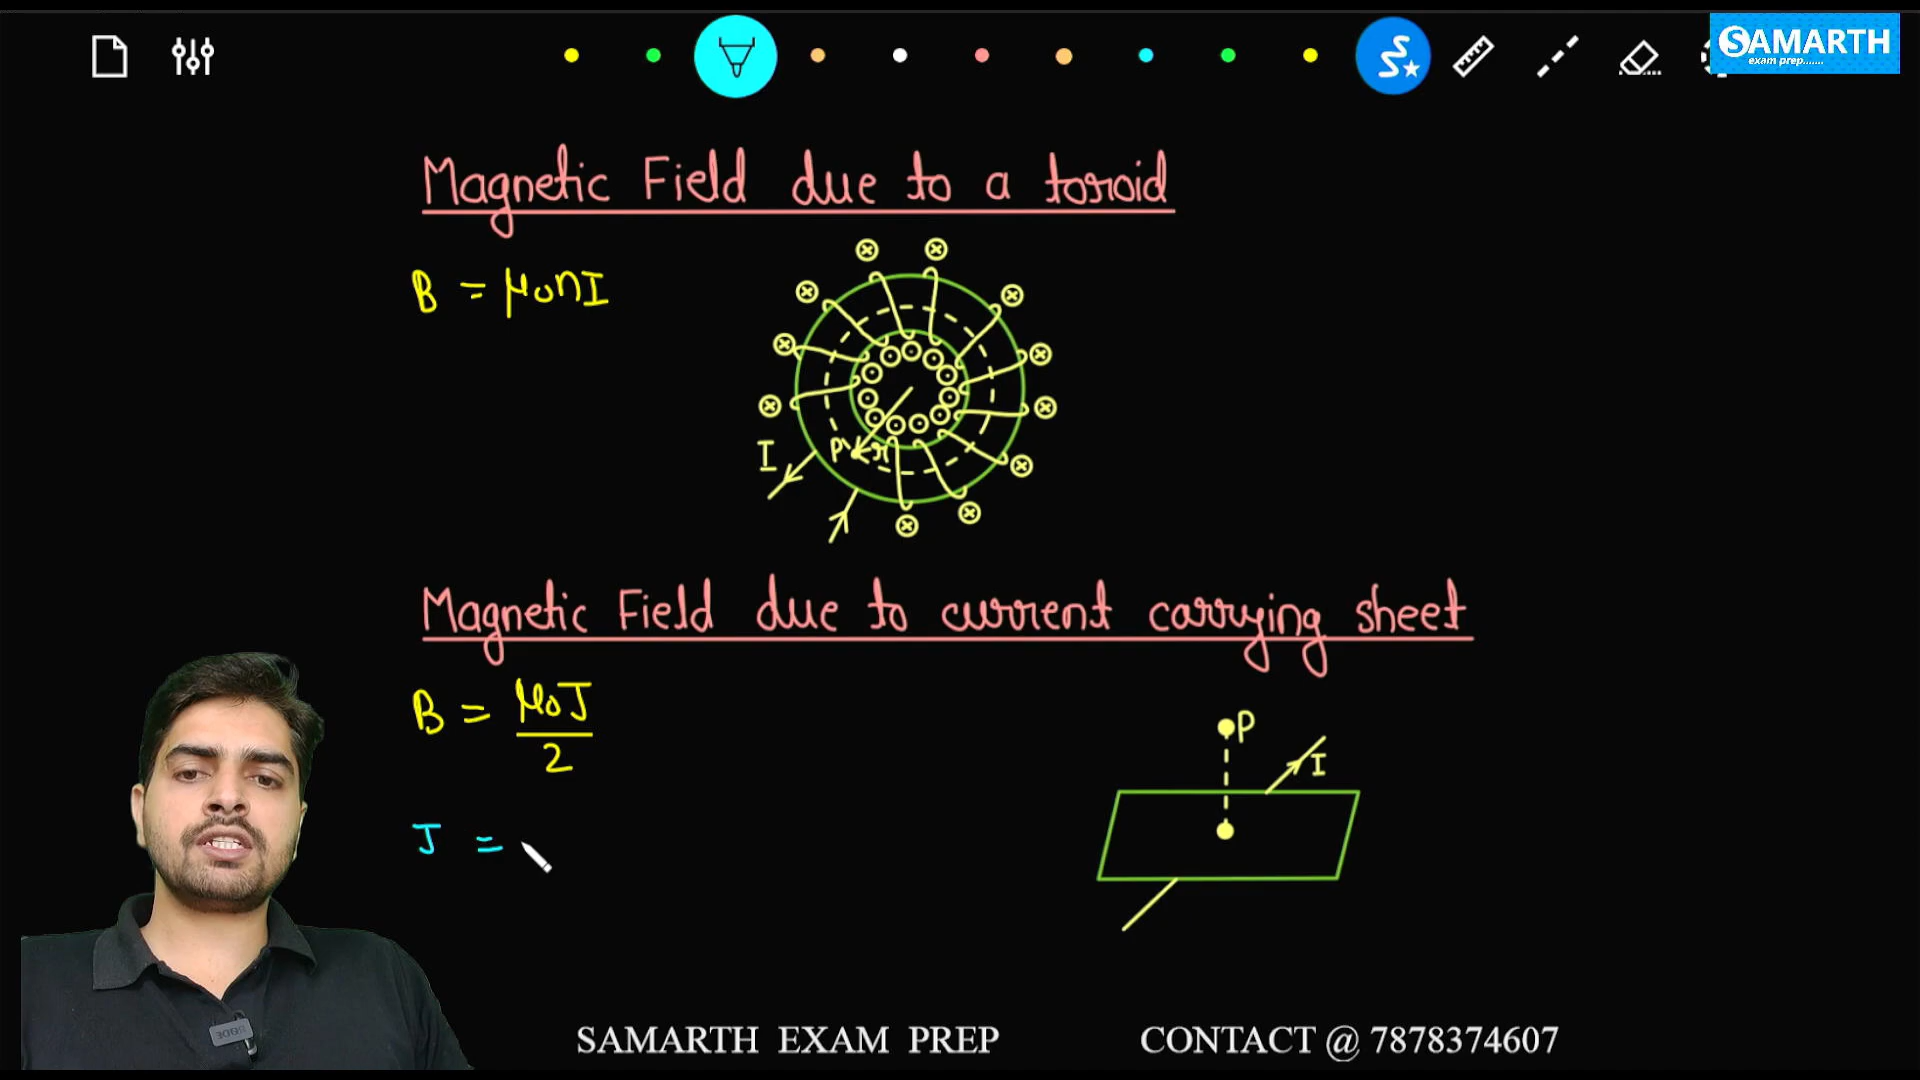 SAMARTH
exam prep.......
Magnetic Field due to a toroid
B = μ₀nI
I
P
r
Magnetic Field due to current carrying sheet
B = μ₀J/2
P
I
J =
SAMARTH EXAM PREP
CONTACT @ 7878374607